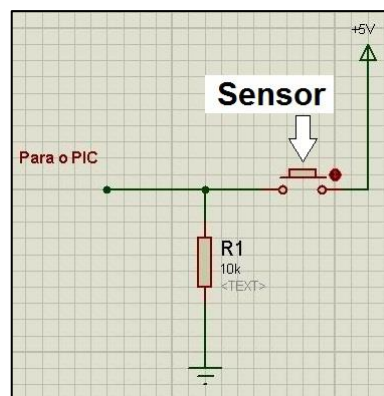 +5V
Sensor
Para o PIC
R1
10k
<TEXT>